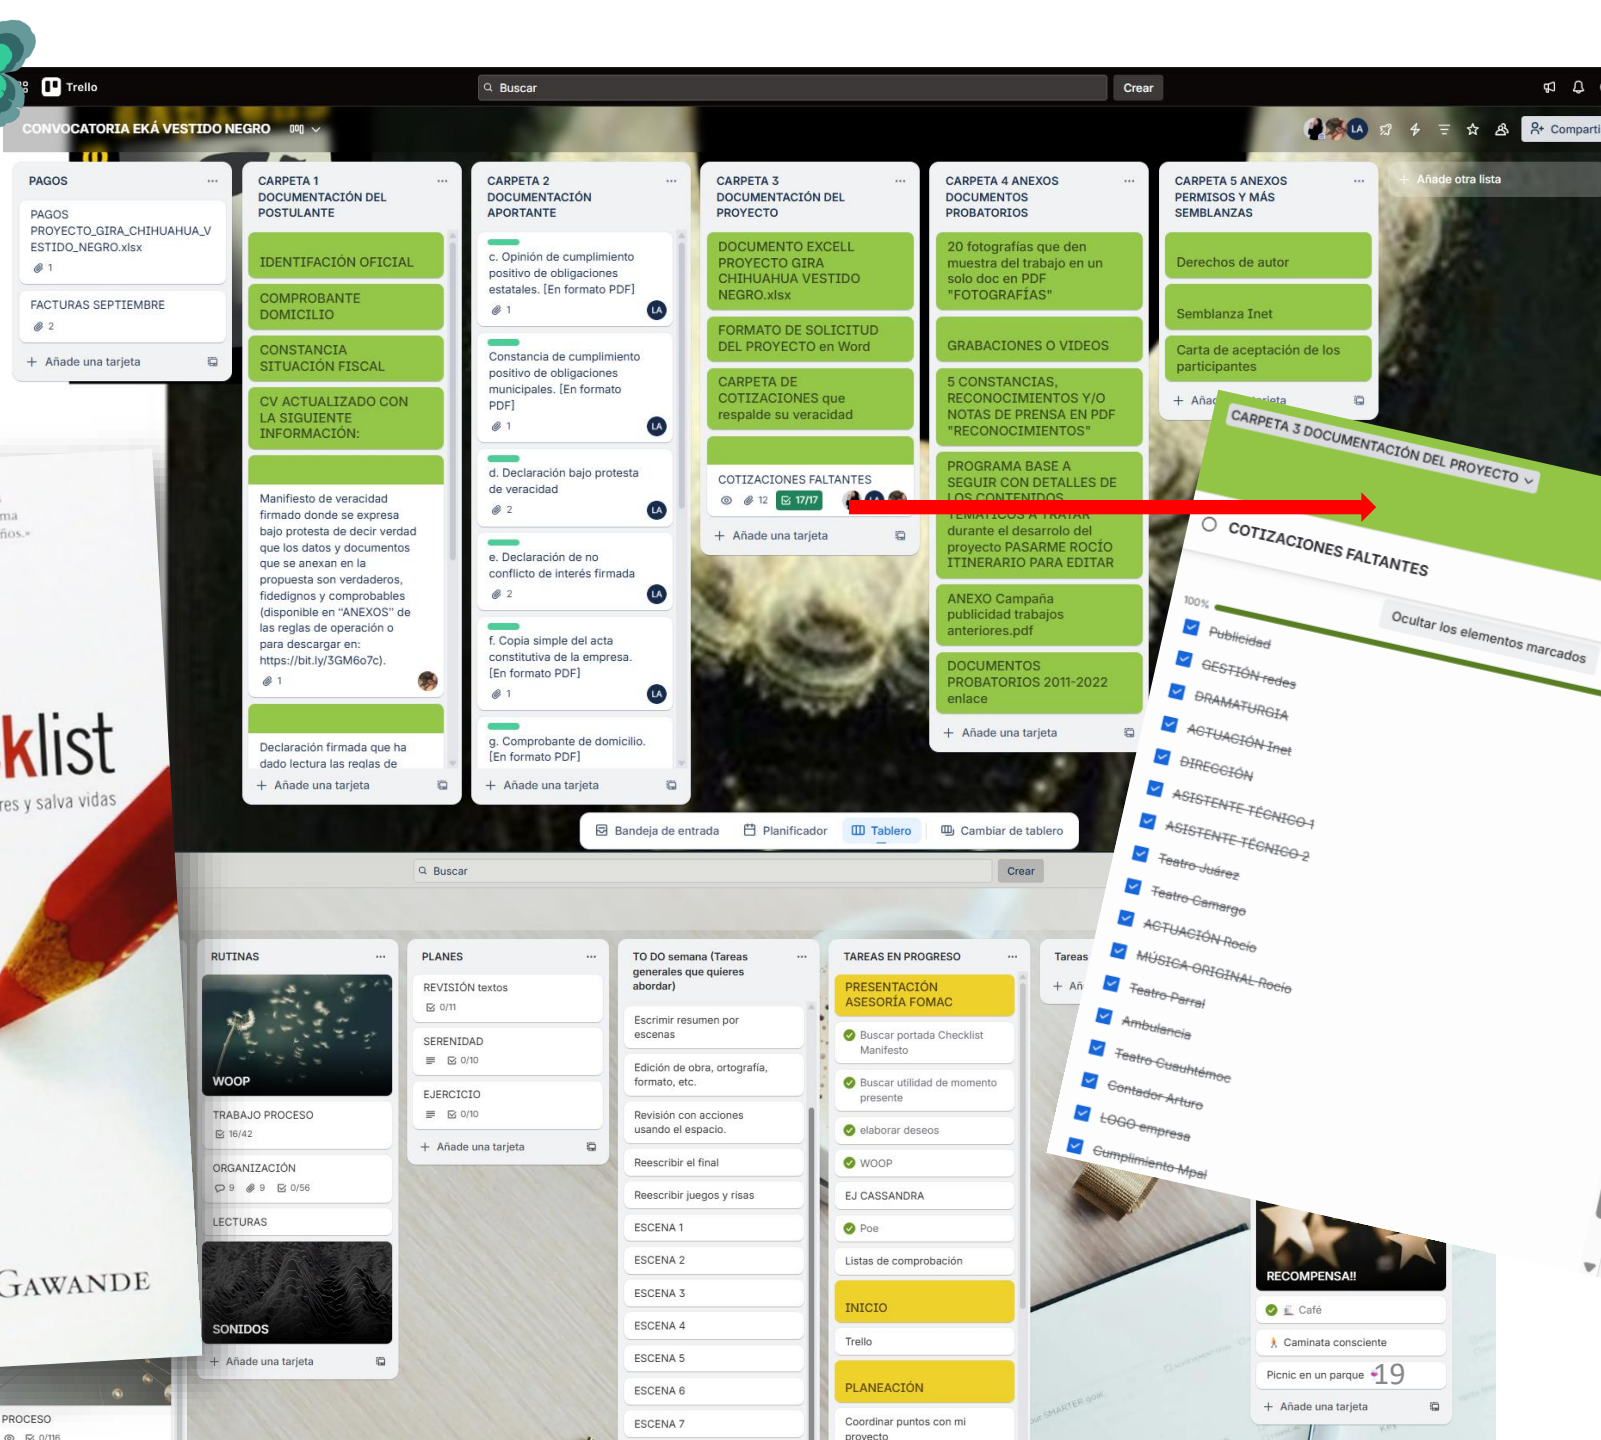 Trello
Buscar
Crear
CONVOCATORIA EKÁ VESTIDO NEGRO
LA
Comparti
PAGOS
PAGOS
PROYECTO_GIRA_CHIHUAHUA_V
ESTIDO_NEGRO.xlsx
1
FACTURAS SEPTIEMBRE
2
+ Añade una tarjeta
CARPETA 1
DOCUMENTACIÓN DEL
POSTULANTE
IDENTIFACIÓN OFICIAL
COMPROBANTE
DOMICILIO
CONSTANCIA
SITUACIÓN FISCAL
CV ACTUALIZADO CON
LA SIGUIENTE
INFORMACIÓN:
Manifiesto de veracidad
firmado donde se expresa
bajo protesta de decir verdad
que los datos y documentos
que se anexan en la
propuesta son verdaderos,
fidedignos y comprobables
(disponible en “ANEXOS” de
las reglas de operación o
para descargar en:
https://bit.ly/3GM6o7c).
1
Declaración firmada que ha
dado lectura las reglas de
+ Añade una tarjeta
CARPETA 2
DOCUMENTACIÓN
APORTANTE
c. Opinión de cumplimiento
positivo de obligaciones
estatales. [En formato PDF]
1
LA
Constancia de cumplimiento
positivo de obligaciones
municipales. [En formato
PDF]
1
LA
d. Declaración bajo protesta
de veracidad
2
LA
e. Declaración de no
conflicto de interés firmada
2
LA
f. Copia simple del acta
constitutiva de la empresa.
[En formato PDF]
1
LA
g. Comprobante de domicilio.
[En formato PDF]
+ Añade una tarjeta
CARPETA 3
DOCUMENTACIÓN DEL
PROYECTO
DOCUMENTO EXCELL
PROYECTO GIRA
CHIHUAHUA VESTIDO
NEGRO.xlsx
FORMATO DE SOLICITUD
DEL PROYECTO en Word
CARPETA DE
COTIZACIONES que
respalde su veracidad
COTIZACIONES FALTANTES
12 17/17
+ Añade una tarjeta
CARPETA 4 ANEXOS
DOCUMENTOS
PROBATORIOS
20 fotografías que den
muestra del trabajo en un
solo doc en PDF
"FOTOGRAFÍAS"
GRABACIONES O VIDEOS
5 CONSTANCIAS,
RECONOCIMIENTOS Y/O
NOTAS DE PRENSA EN PDF
"RECONOCIMIENTOS"
PROGRAMA BASE A
SEGUIR CON DETALLES DE
LOS CONTENIDOS
TEMÁTICOS A TRATAR
durante el desarrolo del
proyecto PASARME ROCÍO
ITINERARIO PARA EDITAR
ANEXO Campaña
publicidad trabajos
anteriores.pdf
DOCUMENTOS
PROBATORIOS 2011-2022
enlace
+ Añade una tarjeta
CARPETA 5 ANEXOS
PERMISOS Y MÁS
SEMBLANZAS
Derechos de autor
Semblanza Inet
Carta de aceptación de los
participantes
+ Añade otra lista
CARPETA 3 DOCUMENTACIÓN DEL PROYECTO
COTIZACIONES FALTANTES
Ocultar los elementos marcados
100%
Publicidad
GESTIÓN redes
DRAMATURGIA
ACTUACIÓN Inet
DIRECCIÓN
ASISTENTE TÉCNICO 1
ASISTENTE TÉCNICO 2
Teatro Juárez
Teatro Camargo
ACTUACIÓN Rocío
MÚSICA ORIGINAL Rocío
Teatro Parral
Ambulancia
Teatro Cuauhtémoc
Contador Arturo
LOGO empresa
Cumplimiento Mpal
Bandeja de entrada
Planificador
Tablero
Cambiar de tablero
klist
res y salva vidas
GAWANDE
Buscar
Crear
RUTINAS
WOOP
TRABAJO PROCESO
16/42
ORGANIZACIÓN
9 9 0/56
LECTURAS
SONIDOS
+ Añade una tarjeta
PROCESO
0/116
PLANES
REVISIÓN textos
0/11
SERENIDAD
0/10
EJERCICIO
0/10
+ Añade una tarjeta
TO DO semana (Tareas
generales que quieres
abordar)
Escrimir resumen por
escenas
Edición de obra, ortografía,
formato, etc.
Revisión con acciones
usando el espacio.
Reescribir el final
Reescribir juegos y risas
ESCENA 1
ESCENA 2
ESCENA 3
ESCENA 4
ESCENA 5
ESCENA 6
ESCENA 7
TAREAS EN PROGRESO
PRESENTACIÓN
ASESORÍA FOMAC
Buscar portada Checklist
Manifesto
Buscar utilidad de momento
presente
elaborar deseos
WOOP
EJ CASSANDRA
Poe
Listas de comprobación
INICIO
Trello
PLANEACIÓN
Coordinar puntos con mi
proyecto
Tareas
RECOMPENSA!!
Café
Caminata consciente
Picnic en un parque
+ Añade una tarjeta
19